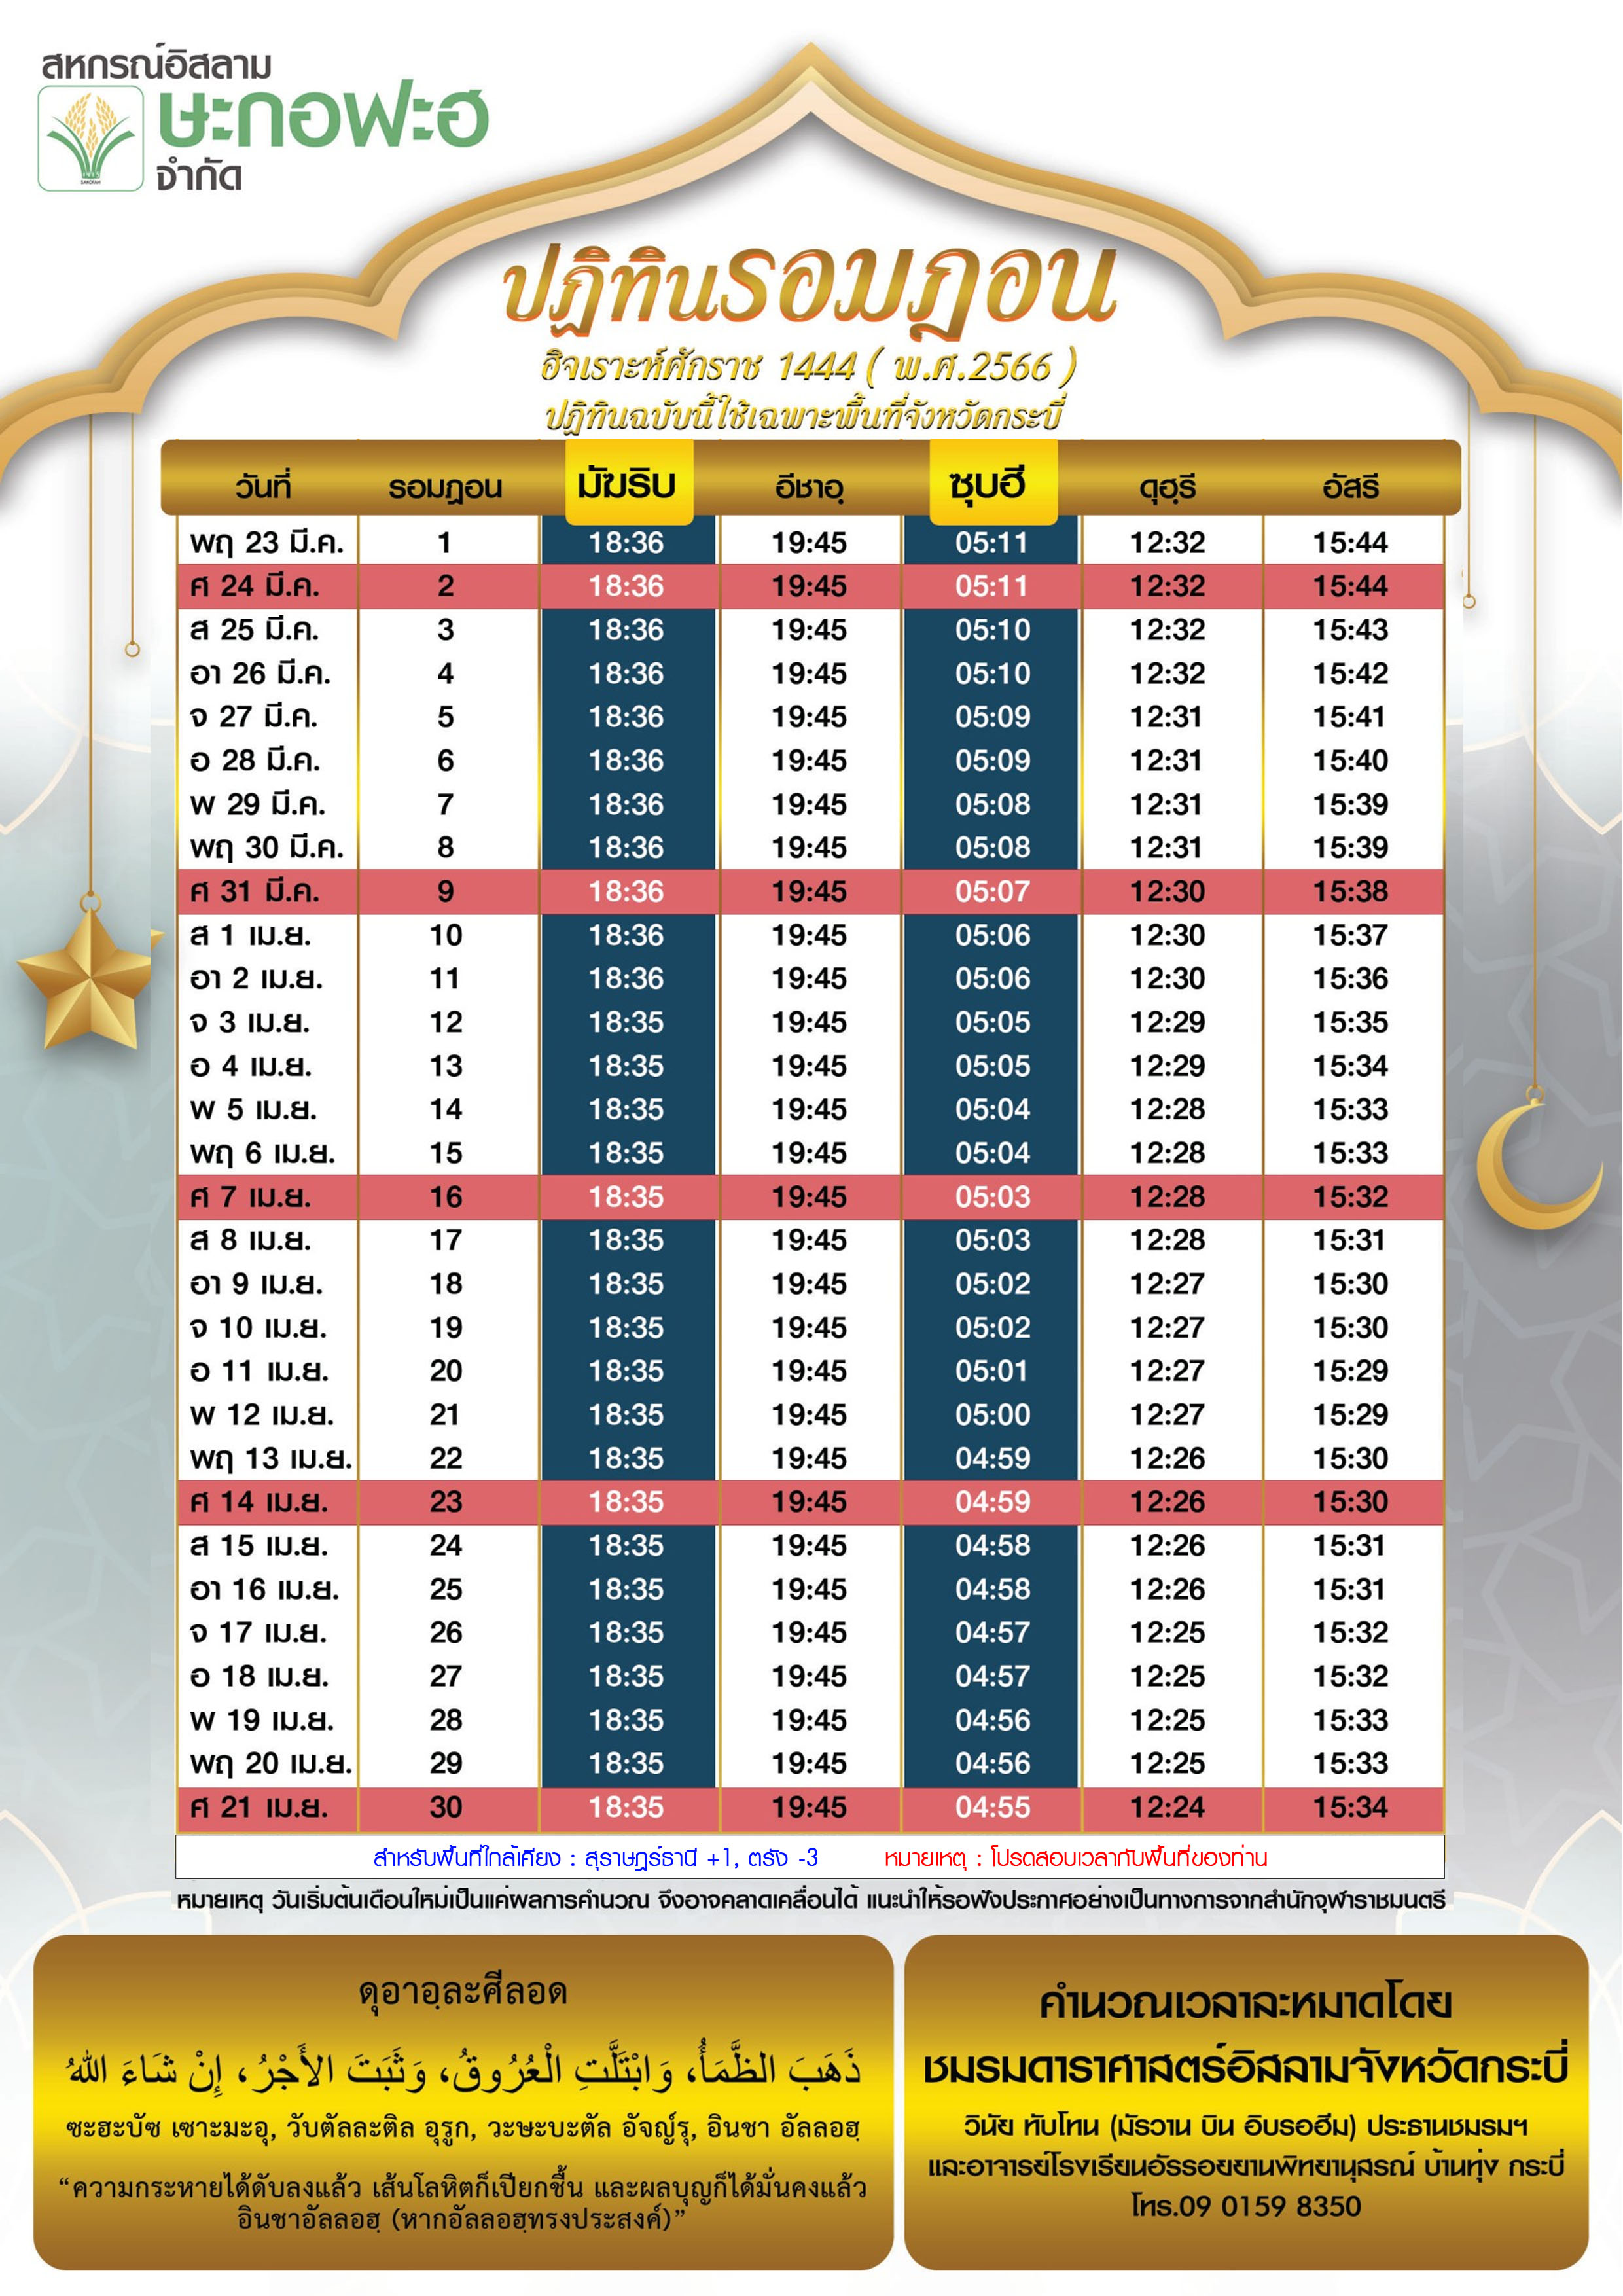 สหกรณ์อิสลาม
ษะกอฟะฮ
จำกัด
SAKOFAH
ปฏิทินรอมฎอน
ฮิจเราะห์ศักราช 1444 ( พ.ศ.2566 )
ปฏิทินฉบับนี้ใช้เฉพาะพื้นที่จังหวัดกระบี่
วันที่ รอมฎอน มัฆริบ อีชาอฺ ซุบฮี ดุฮฺรี อัสรี
พฤ 23 มี.ค. 1 18:36 19:45 05:11 12:32 15:44
ศ 24 มี.ค. 2 18:36 19:45 05:11 12:32 15:44
ส 25 มี.ค. 3 18:36 19:45 05:10 12:32 15:43
อา 26 มี.ค. 4 18:36 19:45 05:10 12:32 15:42
จ 27 มี.ค. 5 18:36 19:45 05:09 12:31 15:41
อ 28 มี.ค. 6 18:36 19:45 05:09 12:31 15:40
พ 29 มี.ค. 7 18:36 19:45 05:08 12:31 15:39
พฤ 30 มี.ค. 8 18:36 19:45 05:08 12:31 15:39
ศ 31 มี.ค. 9 18:36 19:45 05:07 12:30 15:38
ส 1 เม.ย. 10 18:36 19:45 05:06 12:30 15:37
อา 2 เม.ย. 11 18:36 19:45 05:06 12:30 15:36
จ 3 เม.ย. 12 18:35 19:45 05:05 12:29 15:35
อ 4 เม.ย. 13 18:35 19:45 05:05 12:29 15:34
พ 5 เม.ย. 14 18:35 19:45 05:04 12:28 15:33
พฤ 6 เม.ย. 15 18:35 19:45 05:04 12:28 15:33
ศ 7 เม.ย. 16 18:35 19:45 05:03 12:28 15:32
ส 8 เม.ย. 17 18:35 19:45 05:03 12:28 15:31
อา 9 เม.ย. 18 18:35 19:45 05:02 12:27 15:30
จ 10 เม.ย. 19 18:35 19:45 05:02 12:27 15:30
อ 11 เม.ย. 20 18:35 19:45 05:01 12:27 15:29
พ 12 เม.ย. 21 18:35 19:45 05:00 12:27 15:29
พฤ 13 เม.ย. 22 18:35 19:45 04:59 12:26 15:30
ศ 14 เม.ย. 23 18:35 19:45 04:59 12:26 15:30
ส 15 เม.ย. 24 18:35 19:45 04:58 12:26 15:31
อา 16 เม.ย. 25 18:35 19:45 04:58 12:26 15:31
จ 17 เม.ย. 26 18:35 19:45 04:57 12:25 15:32
อ 18 เม.ย. 27 18:35 19:45 04:57 12:25 15:32
พ 19 เม.ย. 28 18:35 19:45 04:56 12:25 15:33
พฤ 20 เม.ย. 29 18:35 19:45 04:56 12:25 15:33
ศ 21 เม.ย. 30 18:35 19:45 04:55 12:24 15:34
สำหรับพื้นที่ใกล้เคียง : สุราษฎร์ธานี +1, ตรัง -3 หมายเหตุ : โปรดสอบเวลากับพื้นที่ของท่าน
หมายเหตุ วันเริ่มต้นเดือนใหม่เป็นแค่ผลการคำนวณ จึงอาจคลาดเคลื่อนได้ แนะนำให้รอฟังประกาศอย่างเป็นทางการจากสำนักจุฬาราชมนตรี
ดุอาอฺละศีลอด
ذَهَبَ الظَّمَأُ، وَابْتَلَّتِ الْعُرُوقُ، وَثَبَتَ الأَجْرُ، إِنْ شَاءَ اللهُ
ซะฮะบัซ เซาะมะอุ, วับตัลละติล อุรูก, วะษะบะตัล อัจญ์รุ, อินชา อัลลอฮฺ
“ความกระหายได้ดับลงแล้ว เส้นโลหิตก็เปียกชื้น และผลบุญก็ได้มั่นคงแล้ว
อินชาอัลลอฮฺ (หากอัลลอฮฺทรงประสงค์)”
คำนวณเวลาละหมาดโดย
ชมรมดาราศาสตร์อิสลามจังหวัดกระบี่
วินัย ทับโทน (มัรวาน บิน อิบรอฮีม) ประธานชมรมฯ
และอาจารย์โรงเรียนอัรรอยยานพิทยานุสรณ์ บ้านทุ่ง กระบี่
โทร.09 0159 8350